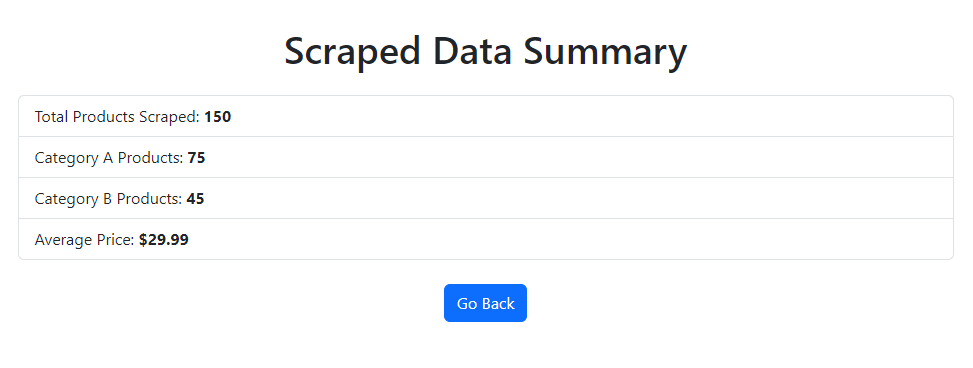 Scraped Data Summary
Total Products Scraped: 150
Category A Products: 75
Category B Products: 45
Average Price: $29.99
Go Back